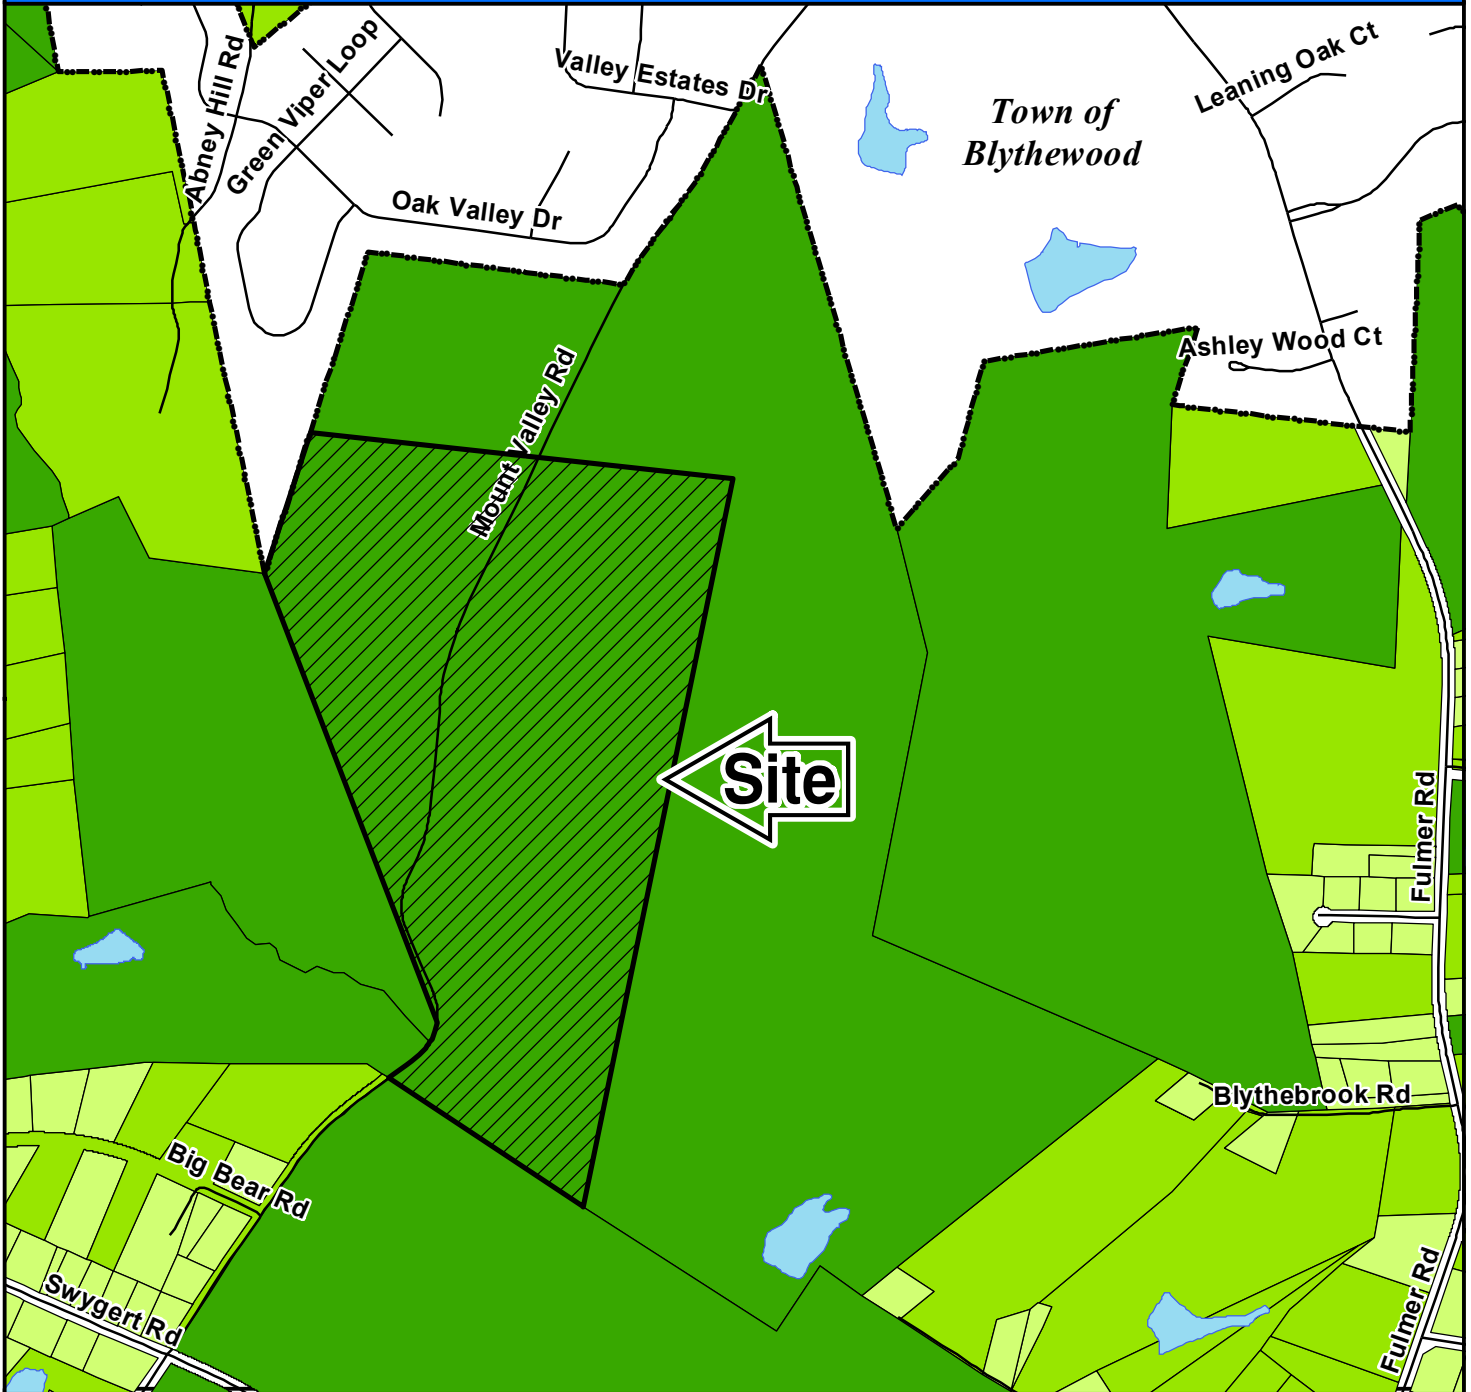 Abney Hill Rd
Green Viper Loop
Valley Estates Dr
Town of
Blythewood
Leaning Oak Ct
Oak Valley Dr
Ashley Wood Ct
Mount Valley Rd
Site
Fulmer Rd
Blythebrook Rd
Big Bear Rd
Swygert Rd
Fulmer Rd